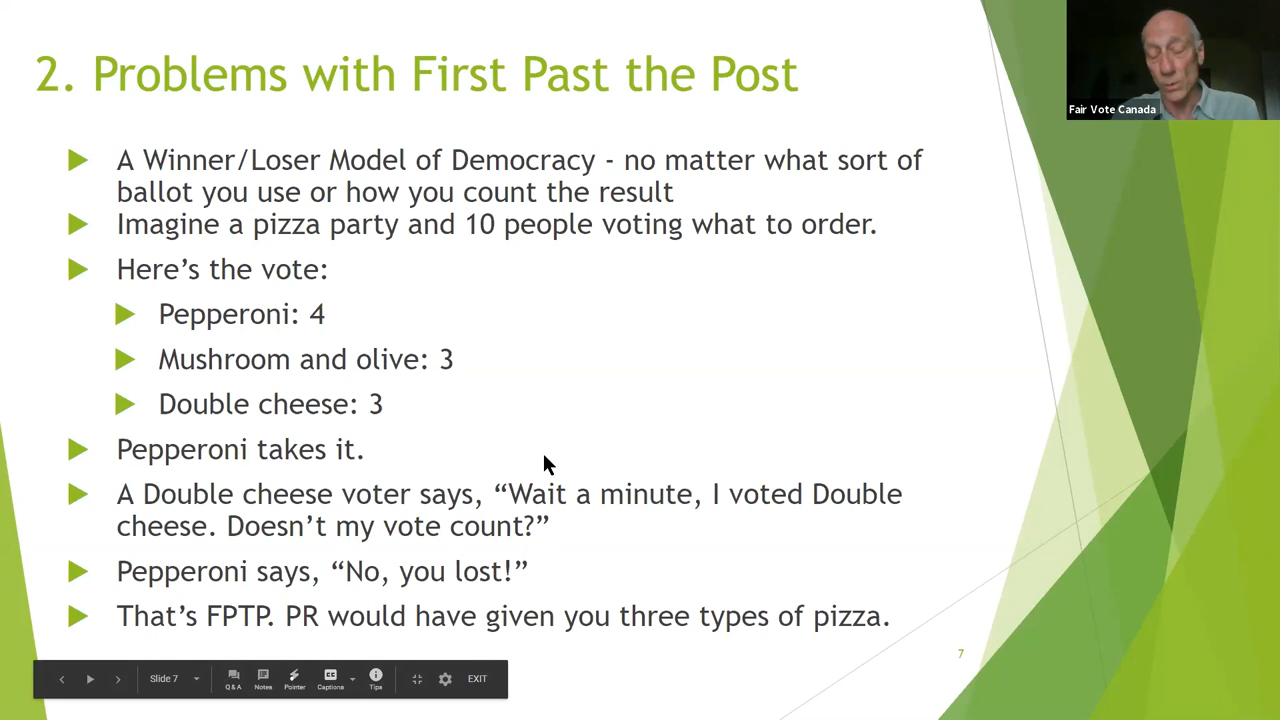 2. Problems with First Past the Post
Fair Vote Canada
A Winner/Loser Model of Democracy - no matter what sort of
ballot you use or how you count the result
Imagine a pizza party and 10 people voting what to order.
Here’s the vote:
Pepperoni: 4
Mushroom and olive: 3
Double cheese: 3
Pepperoni takes it.
A Double cheese voter says, “Wait a minute, I voted Double
cheese. Doesn’t my vote count?”
Pepperoni says, “No, you lost!”
That’s FPTP. PR would have given you three types of pizza.
7
Slide 7
Q & A
Notes
Pointer
CC
Captions
Tips
EXIT